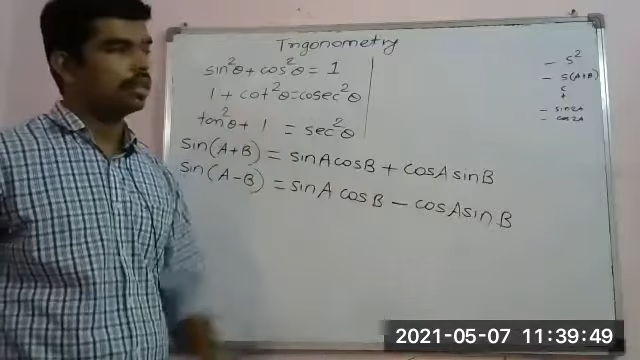 Trigonometry
sin²θ + cos²θ = 1
1 + cot²θ = cosec²θ
tan²θ + 1 = sec²θ
sin(A+B) = sinA cosB + cosA sinB
sin(A-B) = sinA cosB - cosA sinB
- S²
- S(A+B)
c
t
- sin2A
- cos2A
2021-05-07 11:39:49